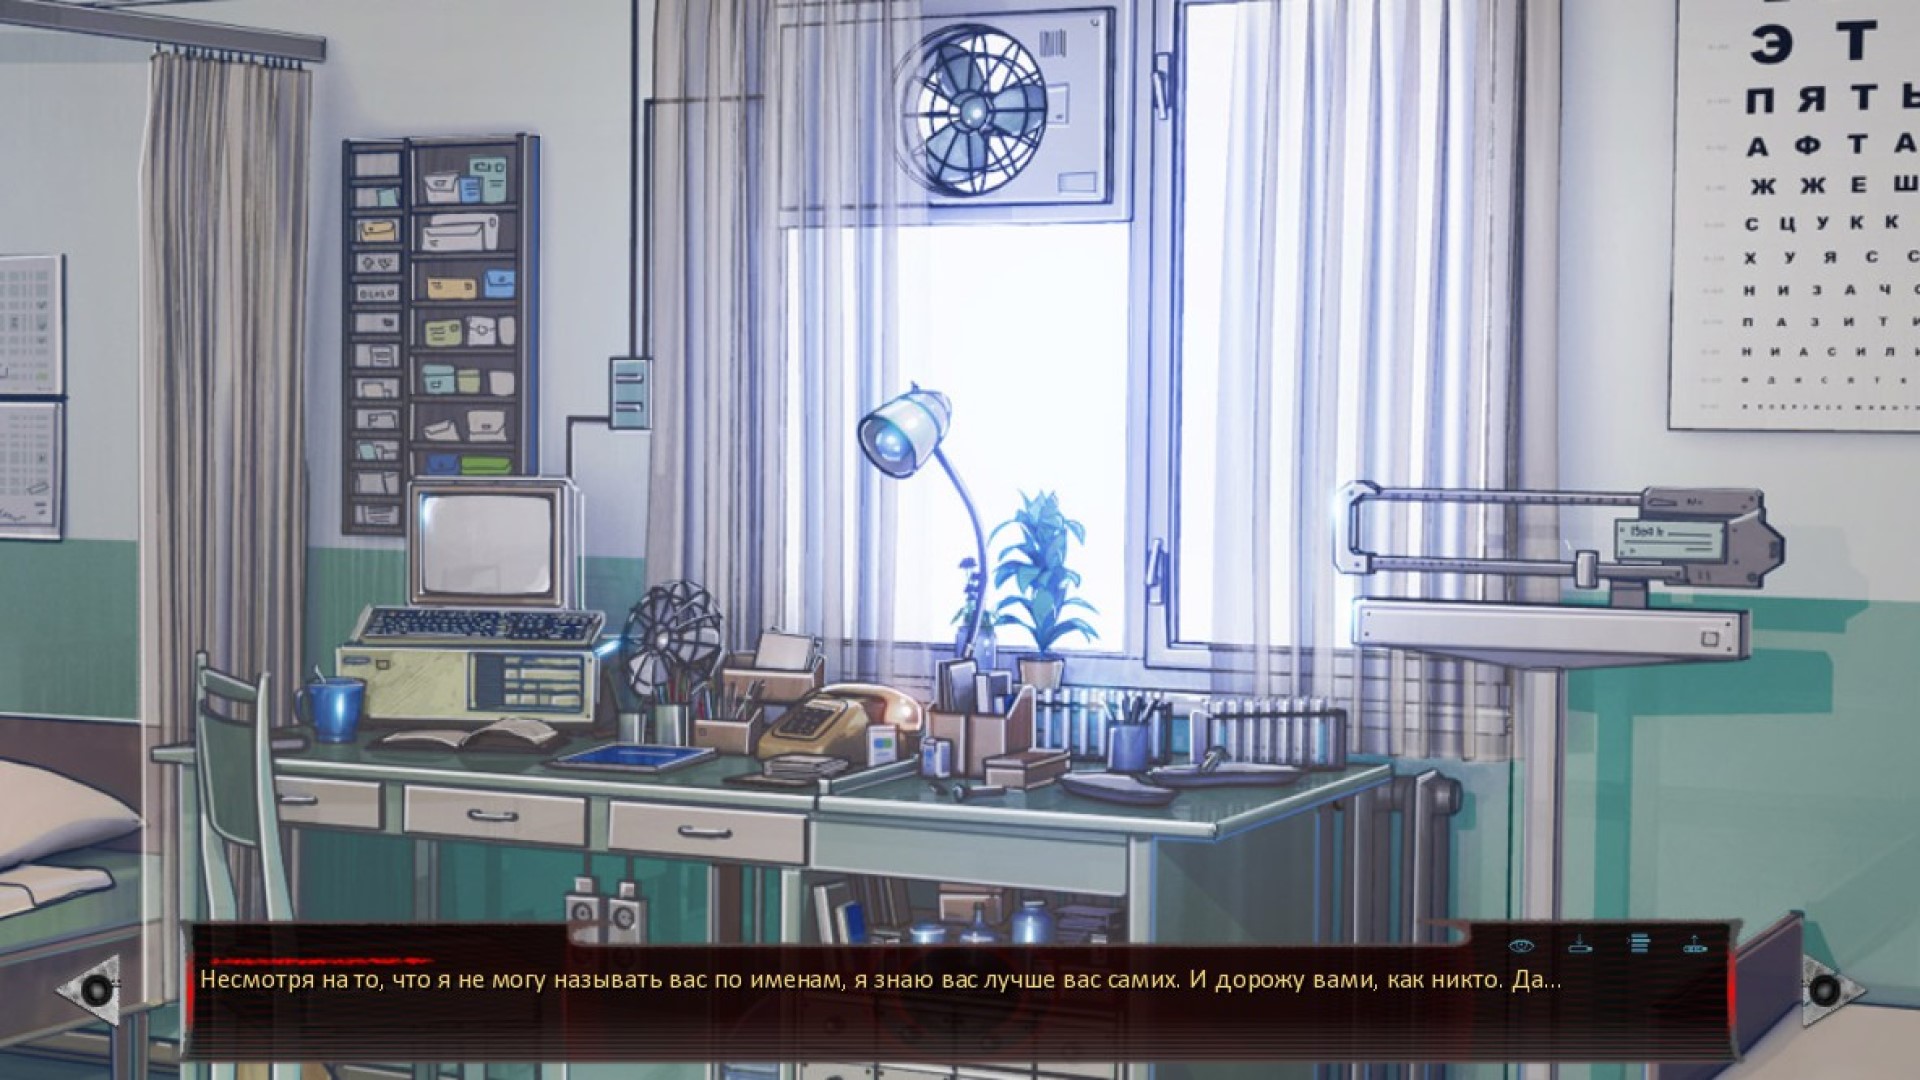 Э Т
П Я Т Ь
А Ф Т А
Ж Ж Е Ш
С Ц У К К
Х У Я С С
Н И З А Ч
П А З И Т И
Н И А С И Л И
Несмотря на то, что я не могу называть вас по именам, я знаю вас лучше вас самих. И дорожу вами, как никто. Да...